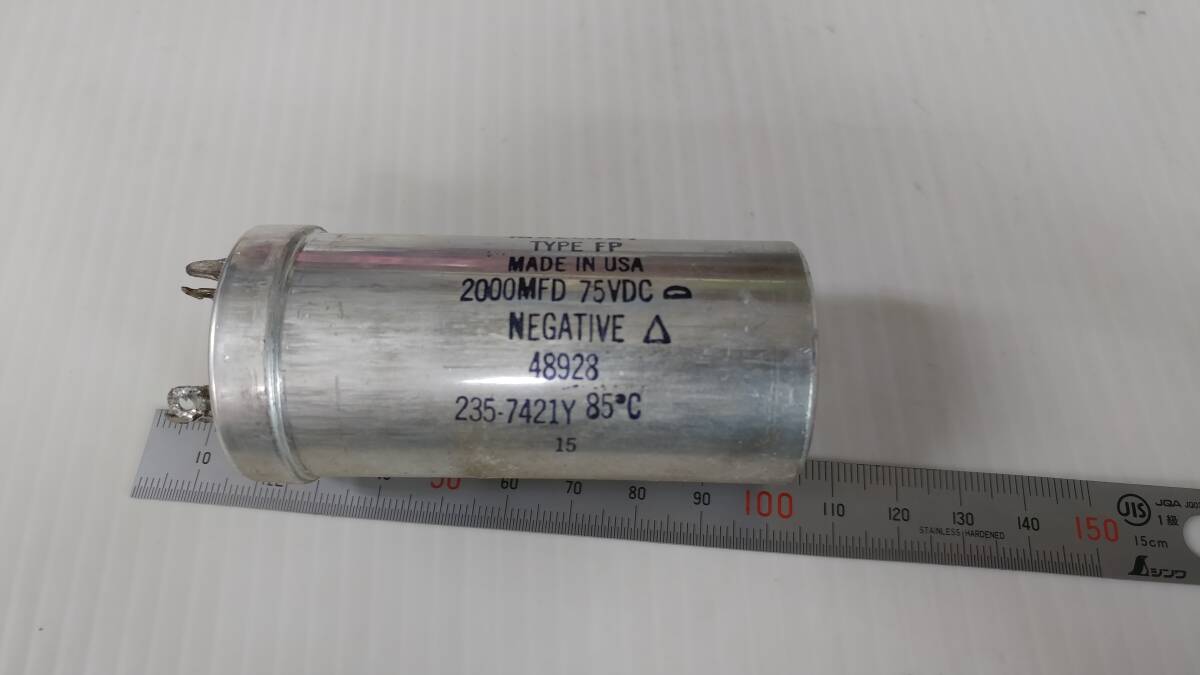 TYPE FP
MADE IN USA
2000MFD 75VDC D
NEGATIVE △
48928
235-7421Y 85°C
15
10 50 60 70 80 90 100 110 120 130 140 150
STAINLESS HARDENED
JIS
JQA
1級
15cm
シンワ